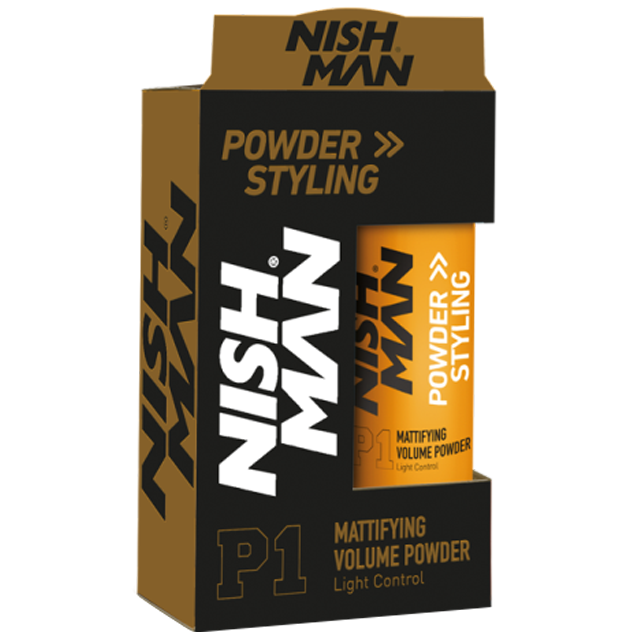 NISH
MAN
POWDER »
STYLING
NISH®
MAN
NISH
MAN
NISH
MAN
POWDER »
STYLING
P1
MATTIFYING
VOLUME POWDER
Light Control
P1
MATTIFYING
VOLUME POWDER
Light Control